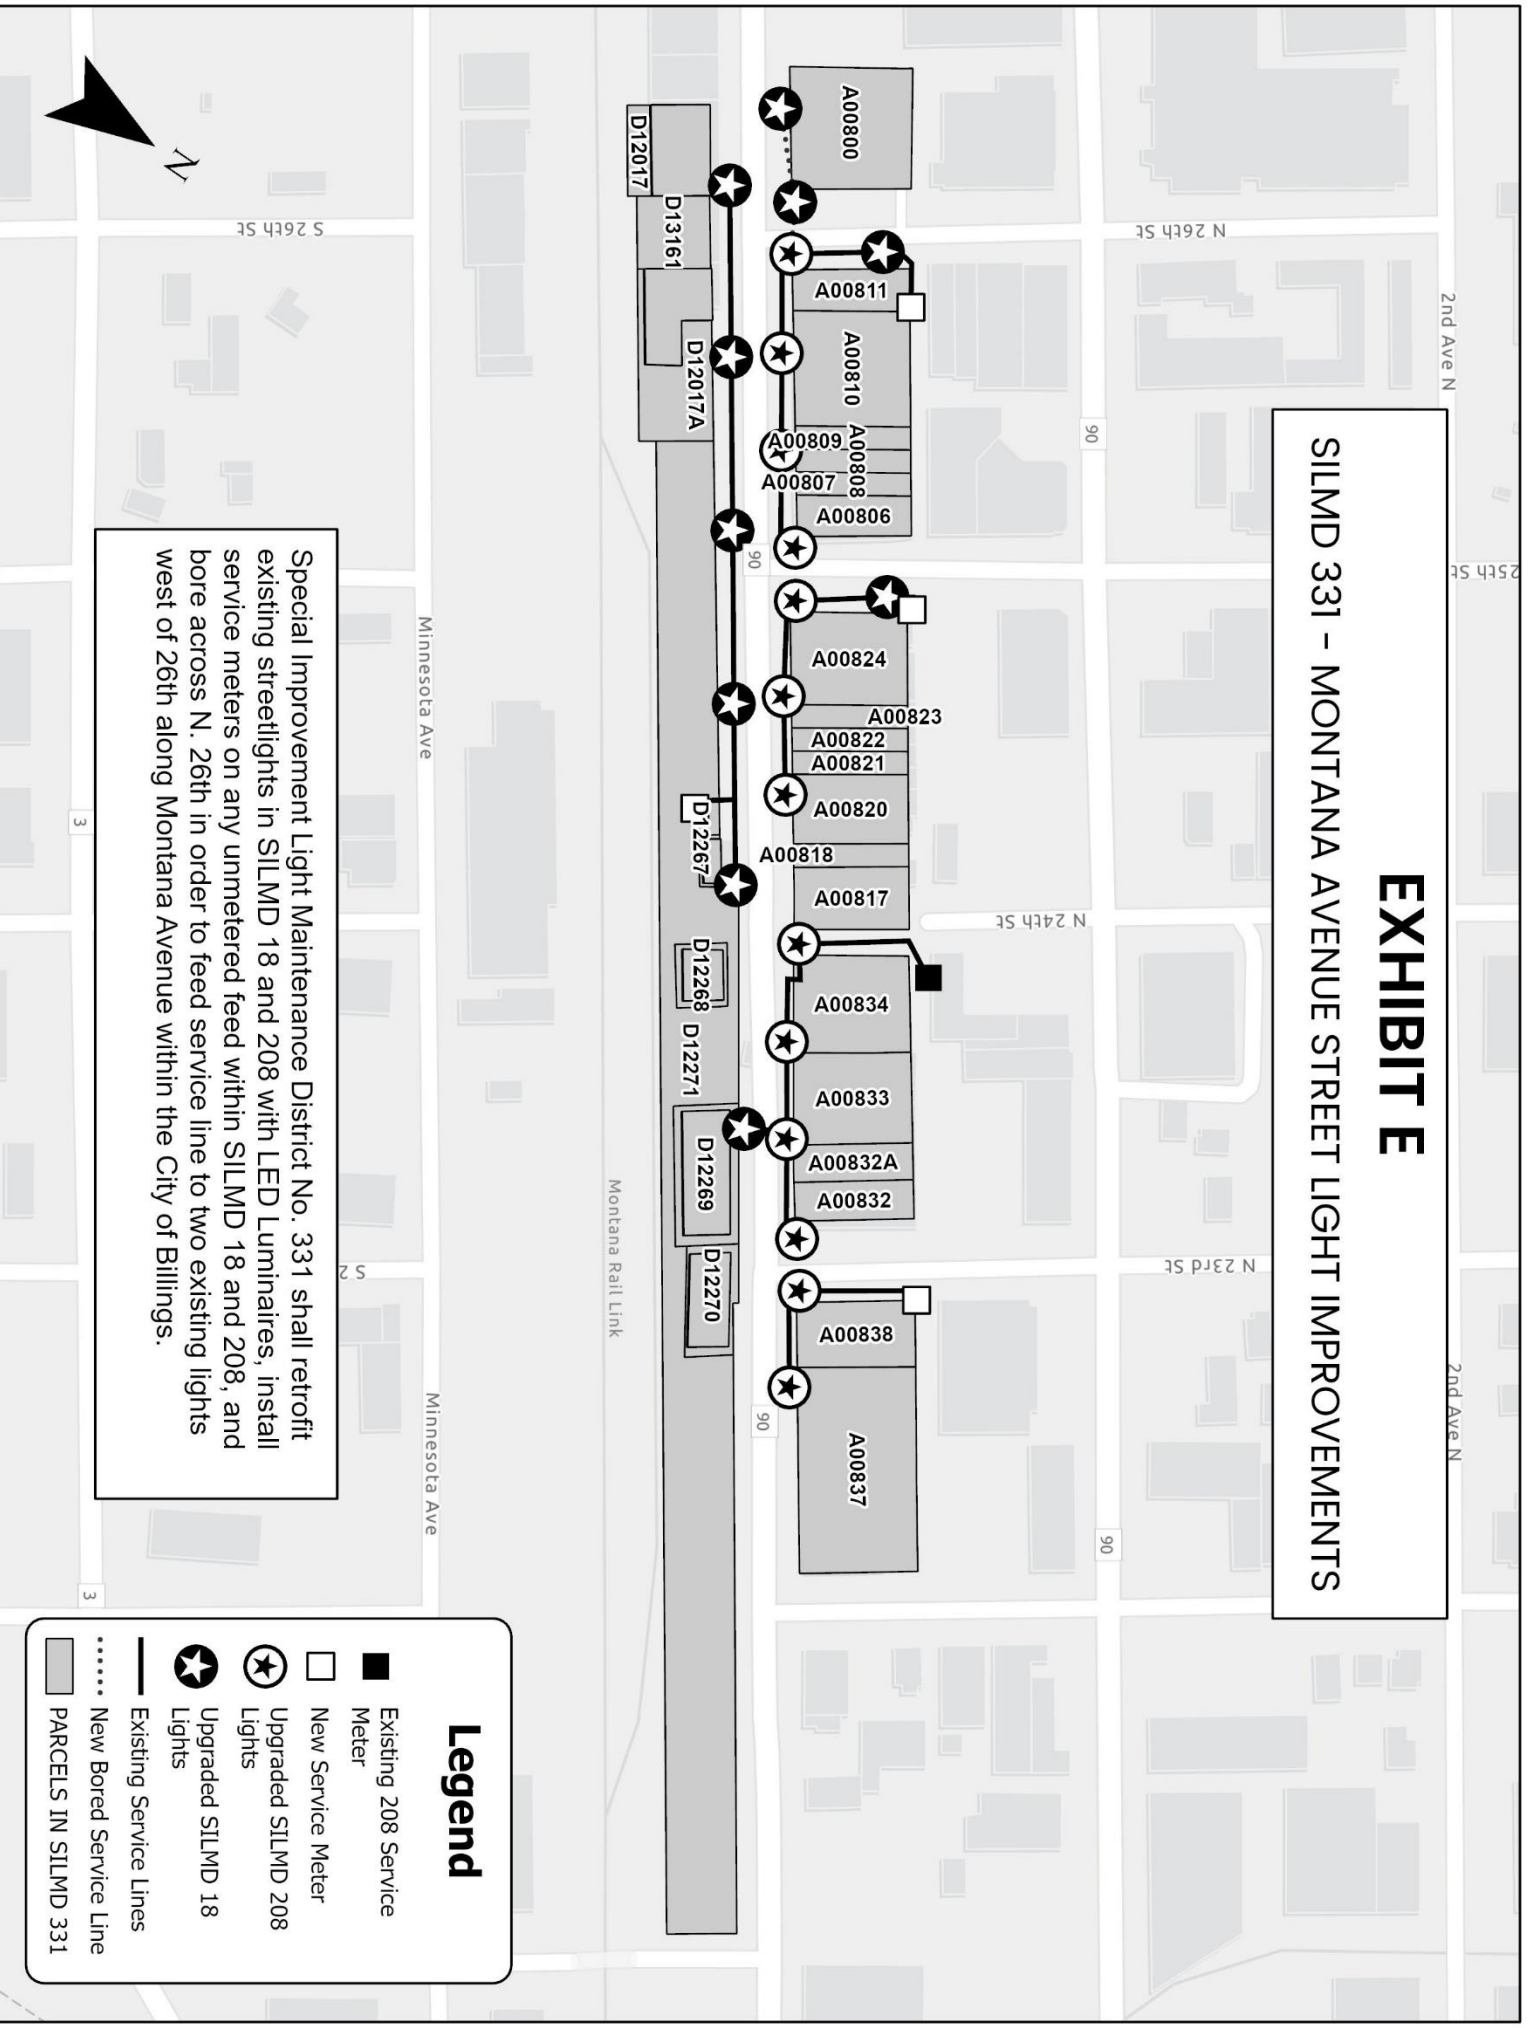 EXHIBIT E
SILMD 331 - MONTANA AVENUE STREET LIGHT IMPROVEMENTS
2nd Ave N
2nd Ave N
N 26th St
25th St
N 24th St
N 23rd St
90
90
90
90
A00800
A00811
A00810
A00809
A00808
A00807
A00806
A00824
A00823
A00822
A00821
A00820
A00818
A00817
A00834
A00833
A00832A
A00832
A00838
A00837
D12017
D13161
D12017A
D12267
D12268
D12271
D12269
D12270
Montana Rail Link
Minnesota Ave
Minnesota Ave
S 26th St
S 2
3
3
N
Special Improvement Light Maintenance District No. 331 shall retrofit
existing streetlights in SILMD 18 and 208 with LED Luminaires, install
service meters on any unmetered feed within SILMD 18 and 208, and
bore across N. 26th in order to feed service line to two existing lights
west of 26th along Montana Avenue within the City of Billings.
Legend
Existing 208 Service
Meter
New Service Meter
Upgraded SILMD 208
Lights
Upgraded SILMD 18
Lights
Existing Service Lines
New Bored Service Line
PARCELS IN SILMD 331